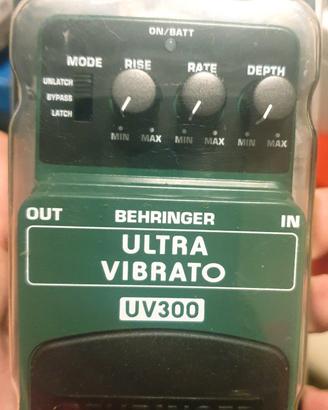 ON/BATT
MODE RISE RATE DEPTH
UNLATCH
BYPASS
LATCH
MIN MAX MIN MAX MIN MAX
OUT BEHRINGER IN
ULTRA
VIBRATO
UV300